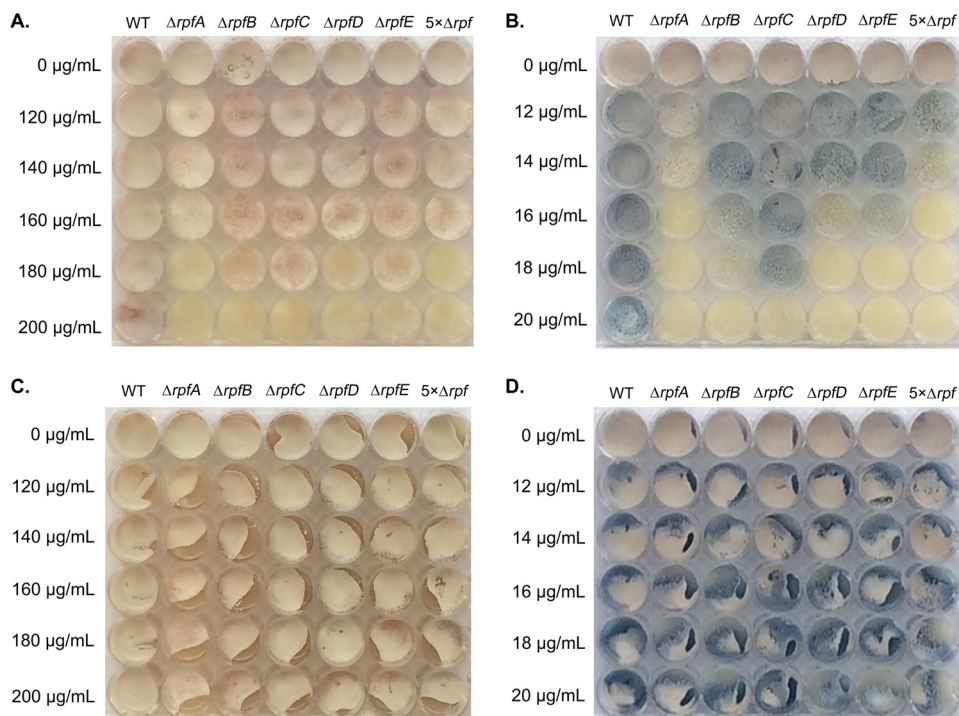 A.
WT ΔrpfA ΔrpfB ΔrpfC ΔrpfD ΔrpfE 5×Δrpf
0 µg/mL
120 µg/mL
140 µg/mL
160 µg/mL
180 µg/mL
200 µg/mL
B.
WT ΔrpfA ΔrpfB ΔrpfC ΔrpfD ΔrpfE 5×Δrpf
0 µg/mL
12 µg/mL
14 µg/mL
16 µg/mL
18 µg/mL
20 µg/mL
C.
WT ΔrpfA ΔrpfB ΔrpfC ΔrpfD ΔrpfE 5×Δrpf
0 µg/mL
120 µg/mL
140 µg/mL
160 µg/mL
180 µg/mL
200 µg/mL
D.
WT ΔrpfA ΔrpfB ΔrpfC ΔrpfD ΔrpfE 5×Δrpf
0 µg/mL
12 µg/mL
14 µg/mL
16 µg/mL
18 µg/mL
20 µg/mL